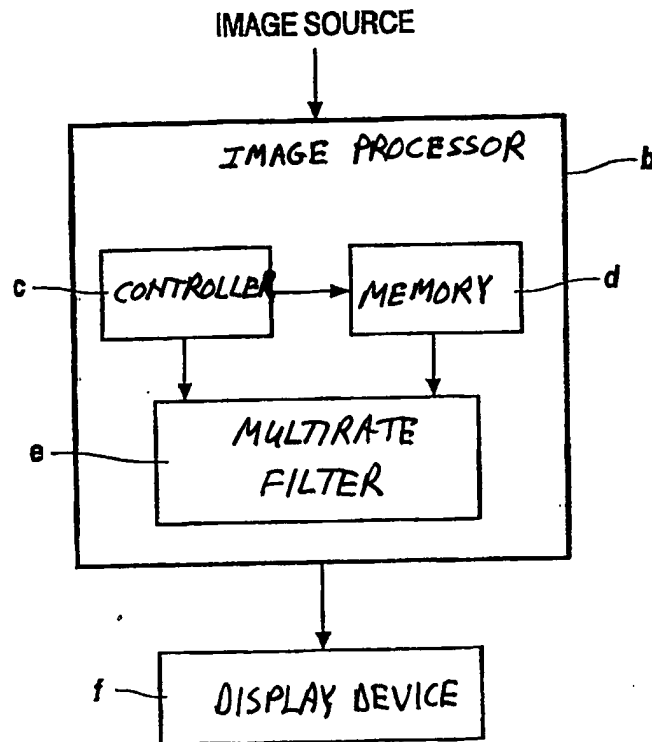 IMAGE SOURCE
IMAGE PROCESSOR
b
c
CONTROLLER
MEMORY
d
e
MULTIRATE
FILTER
f
DISPLAY DEVICE